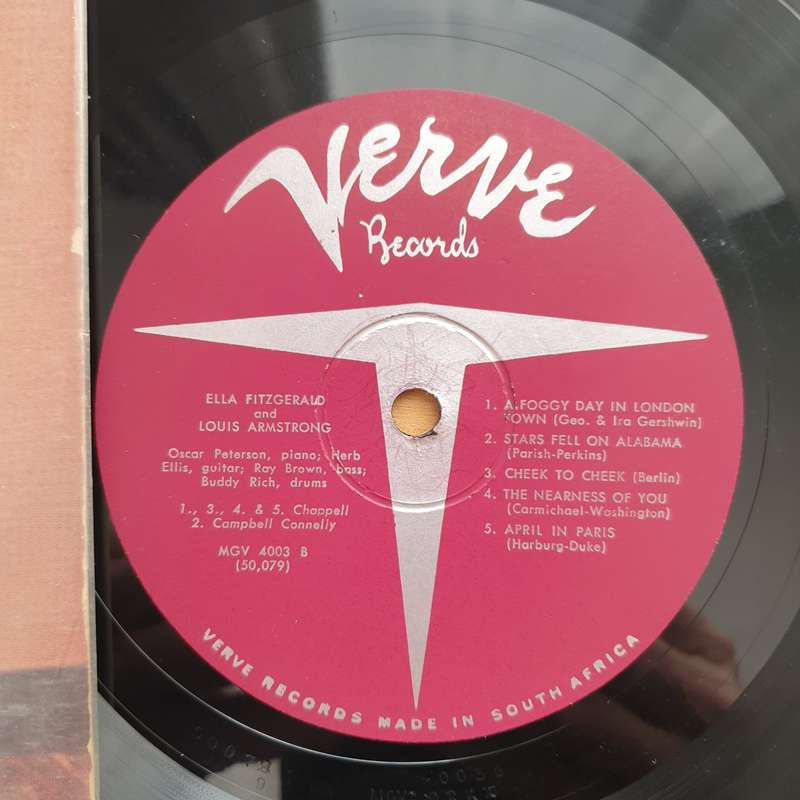 Verve
Records
ELLA FITZGERALD
and
LOUIS ARMSTRONG
Oscar Peterson, piano; Herb
Ellis, guitar; Ray Brown, bass;
Buddy Rich, drums
1., 3., 4. & 5. Chappell
2. Campbell Connelly
MGV 4003 B
(50,079)
1. A FOGGY DAY IN LONDON
TOWN (Geo. & Ira Gershwin)
2. STARS FELL ON ALABAMA
(Parish-Perkins)
3. CHEEK TO CHEEK (Berlin)
4. THE NEARNESS OF YOU
(Carmichael-Washington)
5. APRIL IN PARIS
(Harburg-Duke)
VERVE RECORDS MADE IN SOUTH AFRICA